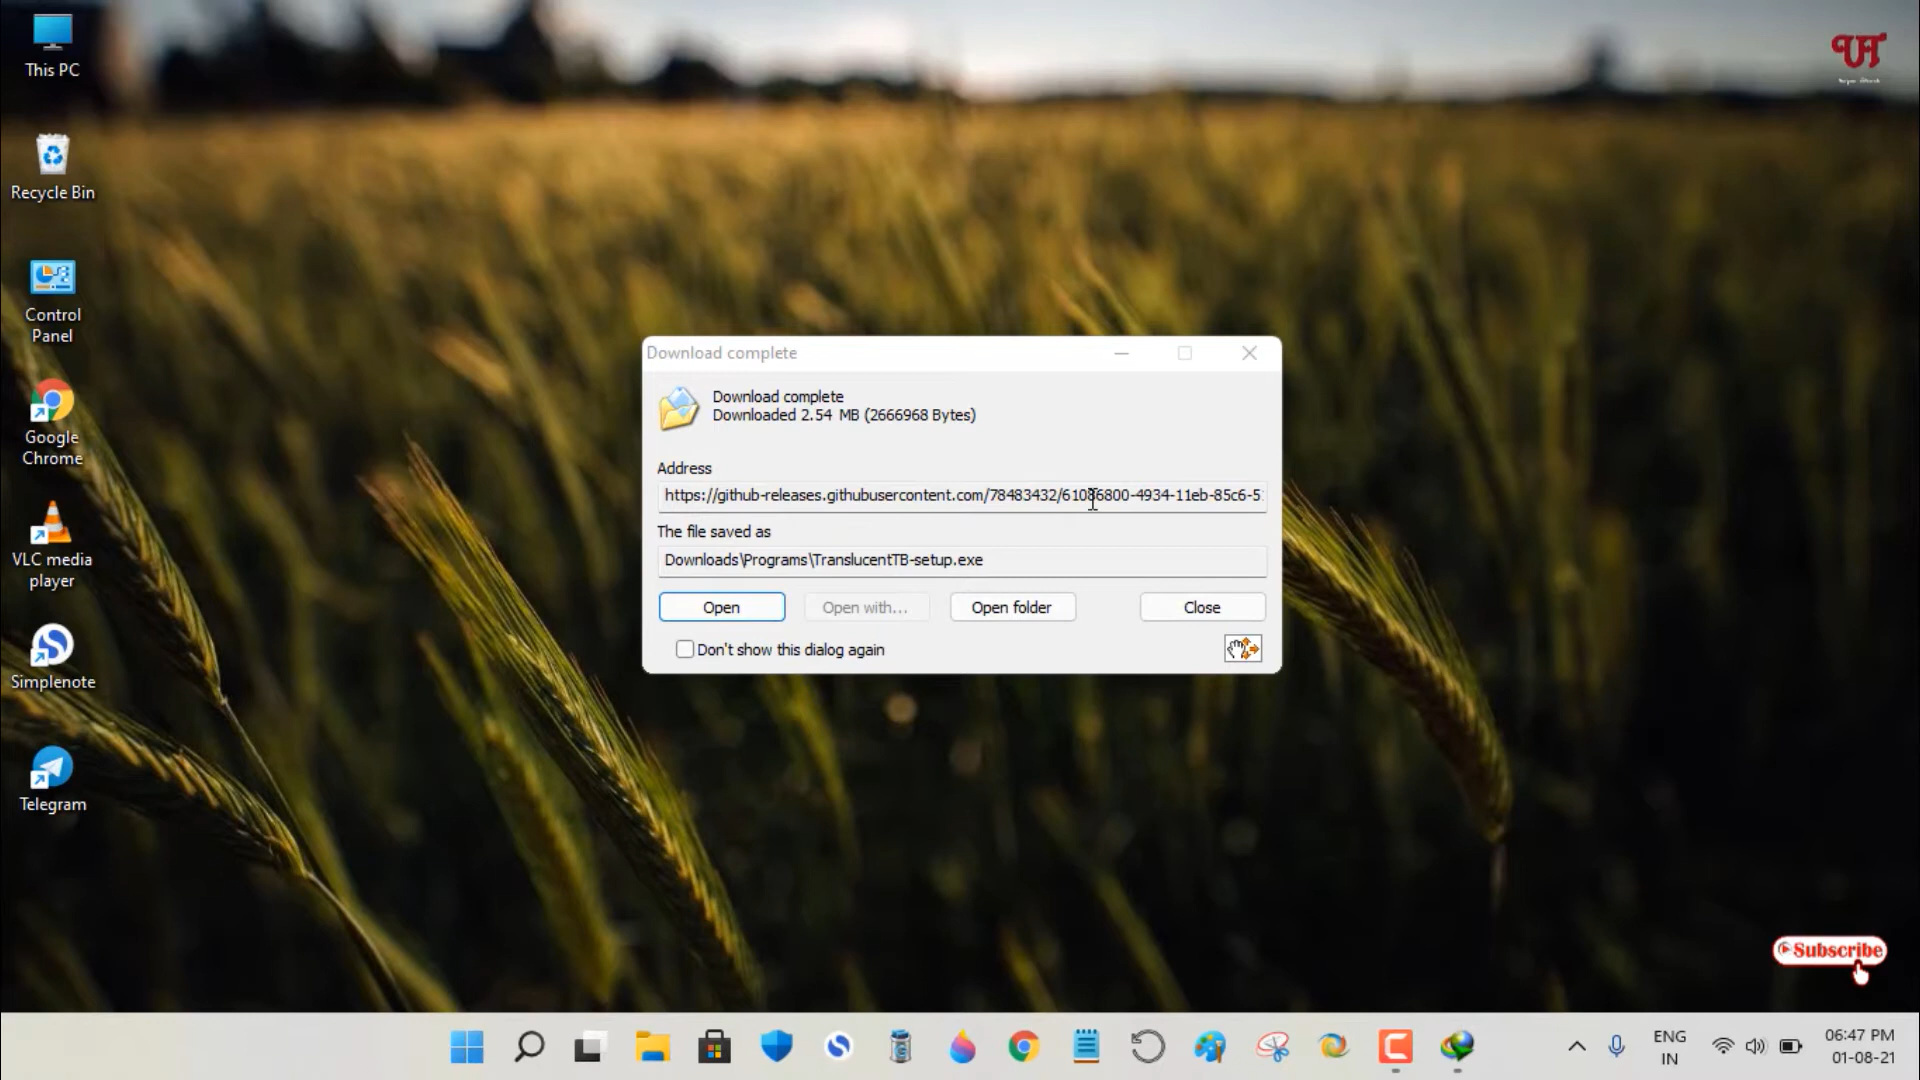 This PC
Recycle Bin
Control
Panel
Google
Chrome
VLC media
player
Simplenote
Telegram
UT
Download complete
Download complete
Downloaded 2.54 MB (2666968 Bytes)
Address
https://github-releases.githubusercontent.com/78483432/61086800-4934-11eb-85c6-5
The file saved as
Downloads\Programs\TranslucentTB-setup.exe
Open
Open with...
Open folder
Close
Don't show this dialog again
Subscribe
ENG
IN
06:47 PM
01-08-21